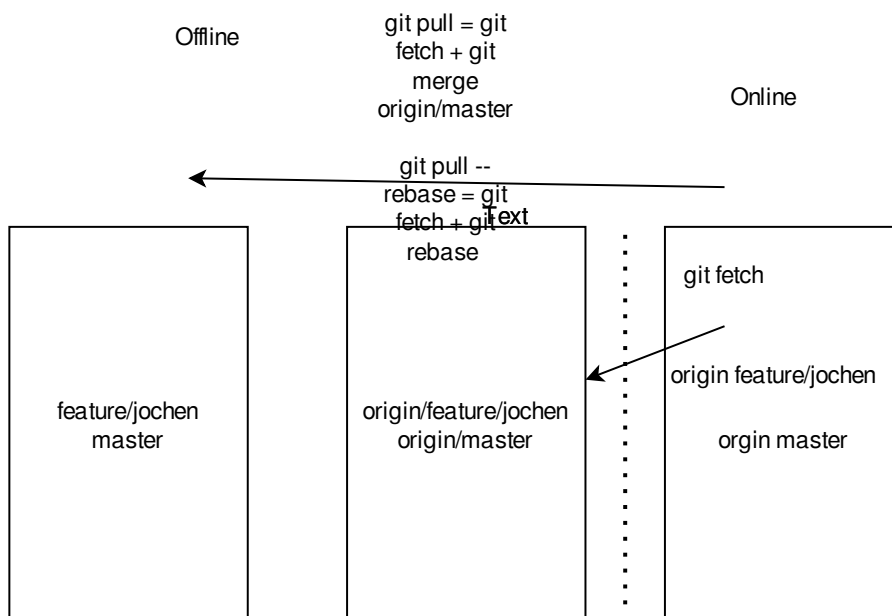 Offline
git pull = git
fetch + git
merge
origin/master
Online
git pull --
rebase = git
fetch + git
rebase
Text
git fetch
feature/jochen
master
origin/feature/jochen
origin/master
origin feature/jochen
orgin master